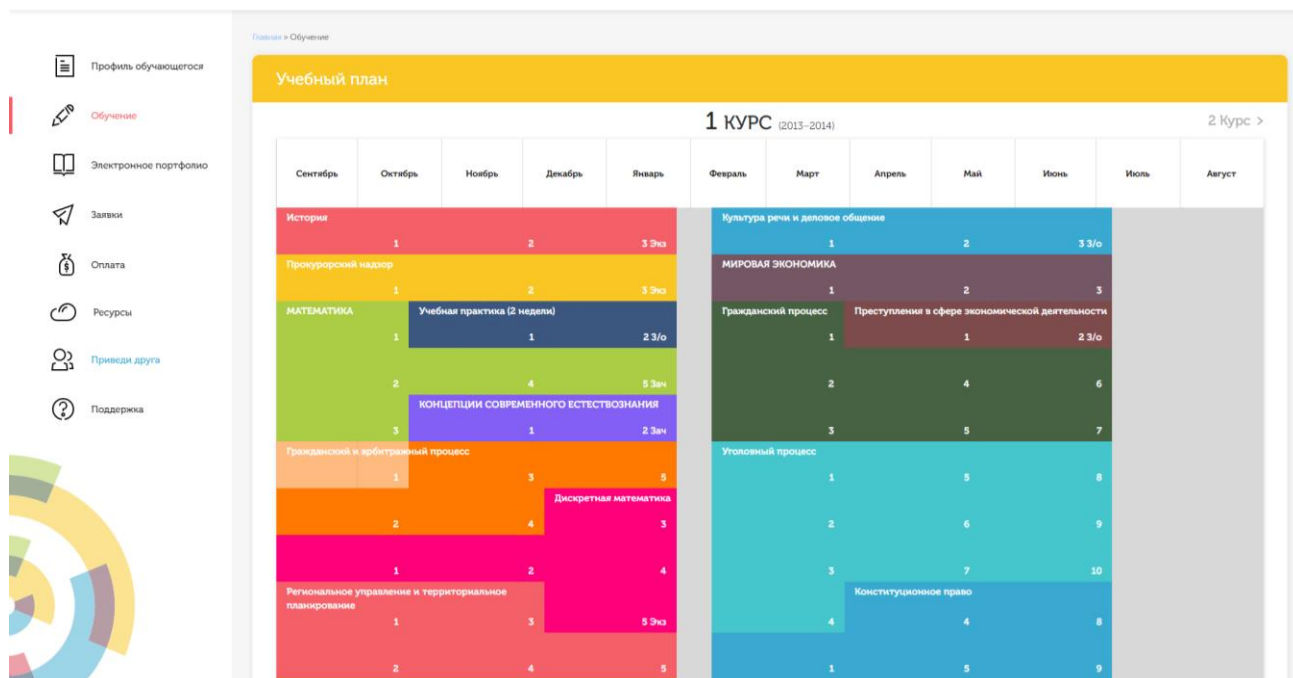 Главная » Обучение
Профиль обучающегося
Обучение
Электронное портфолио
Заявки
Оплата
Ресурсы
Приведи друга
Поддержка
Учебный план
1 КУРС (2013–2014)
2 Курс >
Сентябрь Октябрь Ноябрь Декабрь Январь Февраль Март Апрель Май Июнь Июль Август
История
1 2 3 Экз
Прокурорский надзор
1 2 3 Экз
МАТЕМАТИКА Учебная практика (2 недели)
1 1 2 З/о
2 4 5 Зач
КОНЦЕПЦИИ СОВРЕМЕННОГО ЕСТЕСТВОЗНАНИЯ
3 1 2 Зач
Гражданский и арбитражный процесс
1 3 5
Дискретная математика
2 4 3
1 2 4
Региональное управление и территориальное
планирование
1 3 5 Экз
2 4 5
Культура речи и деловое общение
1 2 3 З/о
МИРОВАЯ ЭКОНОМИКА
1 2 3
Гражданский процесс Преступления в сфере экономической деятельности
1 1 2 З/о
2 4 6
3 5 7
Уголовный процесс
1 5 8
2 6 9
3 7 10
Конституционное право
4 4 8
1 5 9